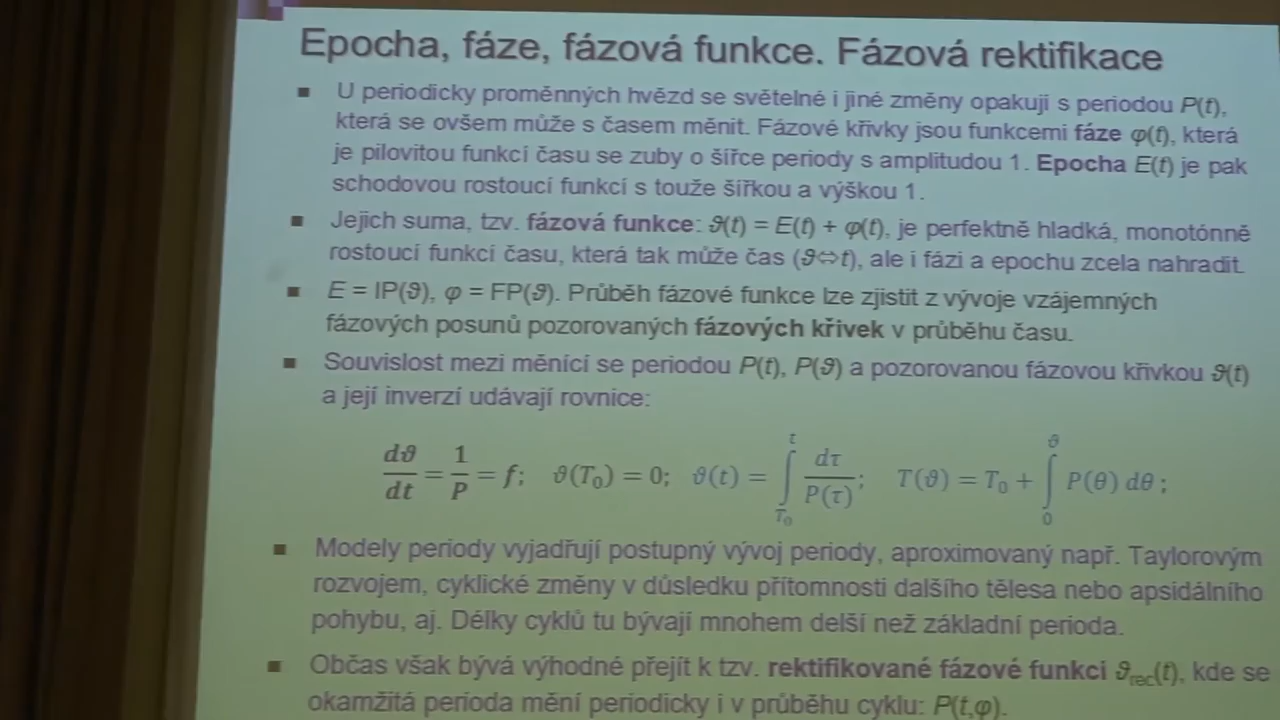 Epocha, fáze, fázová funkce. Fázová rektifikace
▪ U periodicky proměnných hvězd se světelné i jiné změny opakují s periodou P(t),
která se ovšem může s časem měnit. Fázové křivky jsou funkcemi fáze φ(t), která
je pilovitou funkcí času se zuby o šířce periody s amplitudou 1. Epocha E(t) je pak
schodovou rostoucí funkcí s touže šířkou a výškou 1.
▪ Jejich suma, tzv. fázová funkce: ϑ(t) = E(t) + φ(t), je perfektně hladká, monotónně
rostoucí funkcí času, která tak může čas (ϑ⇔t), ale i fázi a epochu zcela nahradit.
▪ E = IP(ϑ), φ = FP(ϑ). Průběh fázové funkce lze zjistit z vývoje vzájemných
fázových posunů pozorovaných fázových křivek v průběhu času.
▪ Souvislost mezi měnící se periodou P(t), P(ϑ) a pozorovanou fázovou křivkou ϑ(t)
a její inverzí udávají rovnice:
dϑ/dt = 1/P = f; ϑ(T₀) = 0; ϑ(t) = ∫_{T₀}^{t} dτ/P(τ); T(ϑ) = T₀ + ∫_{0}^{ϑ} P(θ) dθ ;
▪ Modely periody vyjadřují postupný vývoj periody, aproximovaný např. Taylorovým
rozvojem, cyklické změny v důsledku přítomnosti dalšího tělesa nebo apsidálního
pohybu, aj. Délky cyklů tu bývají mnohem delší než základní perioda.
▪ Občas však bývá výhodné přejít k tzv. rektifikované fázové funkci ϑrec(t), kde se
okamžitá perioda mění periodicky i v průběhu cyklu: P(t,φ).